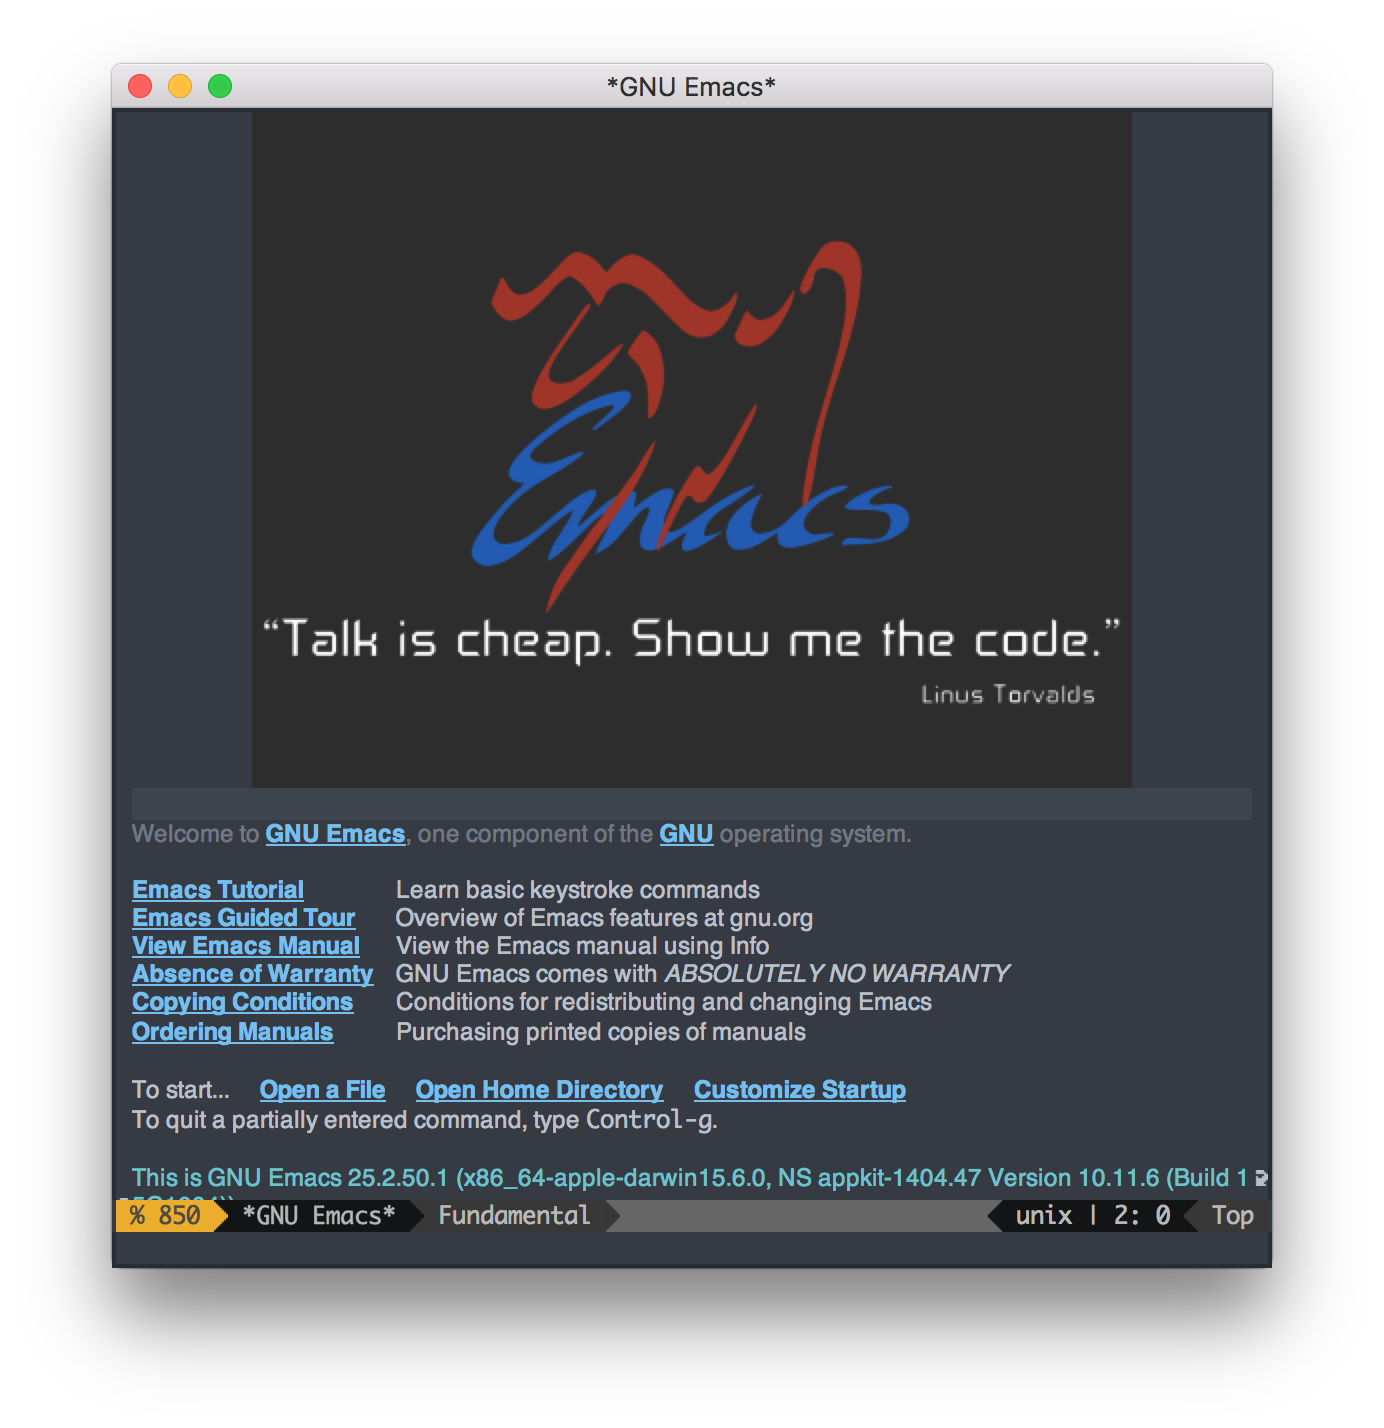 *GNU Emacs*
Emacs
“Talk is cheap. Show me the code.”
Linus Torvalds
Welcome to GNU Emacs, one component of the GNU operating system.
Emacs Tutorial Learn basic keystroke commands
Emacs Guided Tour Overview of Emacs features at gnu.org
View Emacs Manual View the Emacs manual using Info
Absence of Warranty GNU Emacs comes with ABSOLUTELY NO WARRANTY
Copying Conditions Conditions for redistributing and changing Emacs
Ordering Manuals Purchasing printed copies of manuals
To start... Open a File Open Home Directory Customize Startup
To quit a partially entered command, type Control-g.
This is GNU Emacs 25.2.50.1 (x86_64-apple-darwin15.6.0, NS appkit-1404.47 Version 10.11.6 (Build 1
% 850 *GNU Emacs* Fundamental unix | 2: 0 Top